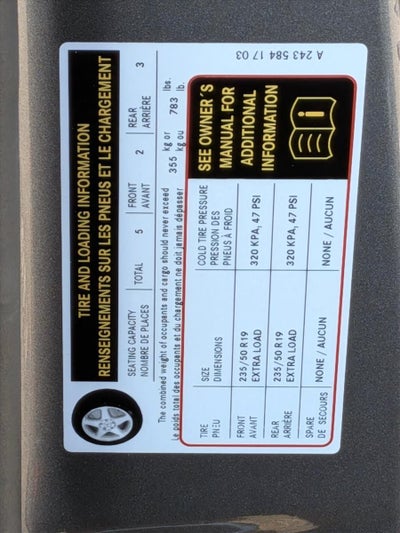 TIRE AND LOADING INFORMATION
RENSEIGNEMENTS SUR LES PNEUS ET LE CHARGEMENT
SEATING CAPACITY
NOMBRE DE PLACES
TOTAL 5
FRONT
AVANT
2
REAR
ARRIÈRE
3
The combined weight of occupants and cargo should never exceed 355 kg or 783 lbs.
Le poids total des occupants et du chargement ne doit jamais dépasser kg ou lb.
TIRE
PNEU
SIZE
DIMENSIONS
COLD TIRE PRESSURE
PRESSION DES
PNEUS À FROID
FRONT
AVANT
235/50 R19
EXTRA LOAD
320 KPA, 47 PSI
REAR
ARRIÈRE
235/50 R19
EXTRA LOAD
320 KPA, 47 PSI
SPARE
DE SECOURS
NONE / AUCUN
NONE / AUCUN
SEE OWNER'S
MANUAL FOR
ADDITIONAL
INFORMATION
A 243 584 17 03